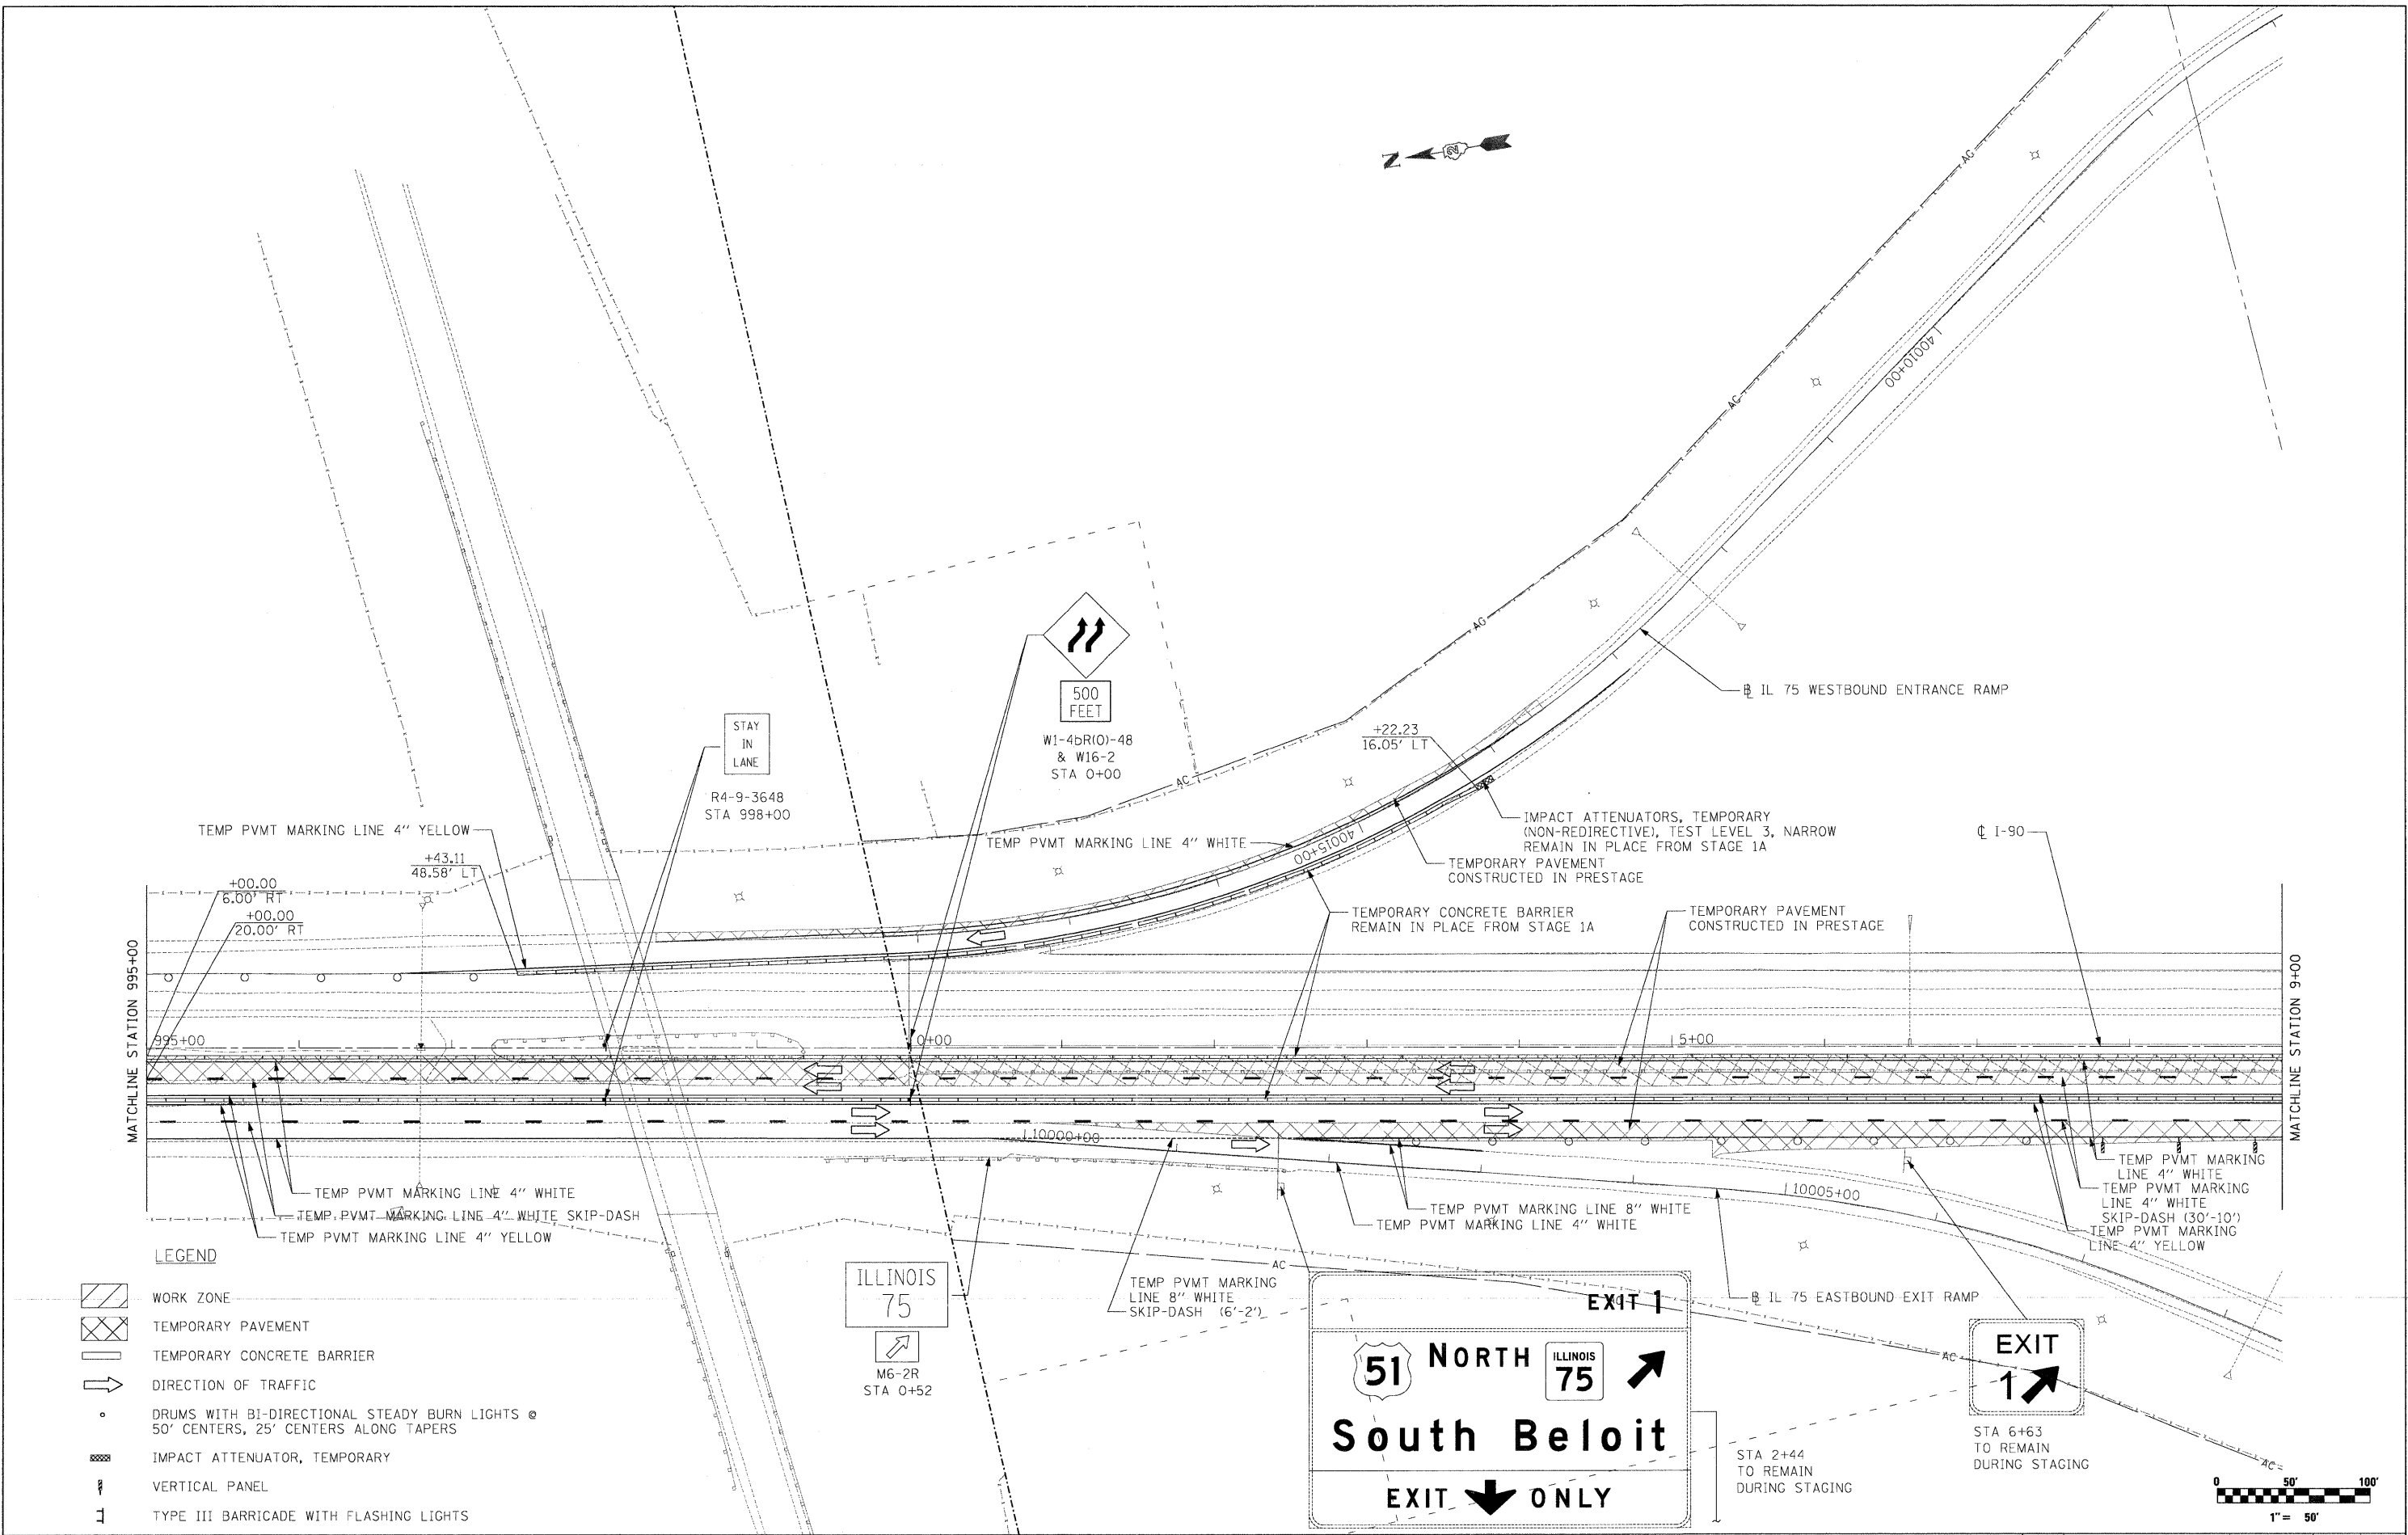 N
40010+00
AG
AG
AG
AC
500
FEET
W1-4bR(O)-48
& W16-2
STA 0+00
STAY
IN
LANE
R4-9-3648
STA 998+00
℄ IL 75 WESTBOUND ENTRANCE RAMP
+22.23
16.05' LT
IMPACT ATTENUATORS, TEMPORARY
(NON-REDIRECTIVE), TEST LEVEL 3, NARROW
REMAIN IN PLACE FROM STAGE 1A
TEMPORARY PAVEMENT
CONSTRUCTED IN PRESTAGE
TEMP PVMT MARKING LINE 4" YELLOW
TEMP PVMT MARKING LINE 4" WHITE
40015+00
℄ I-90
+43.11
48.58' LT
+00.00
6.00' RT
+00.00
20.00' RT
TEMPORARY CONCRETE BARRIER
REMAIN IN PLACE FROM STAGE 1A
TEMPORARY PAVEMENT
CONSTRUCTED IN PRESTAGE
MATCHLINE STATION 995+00
MATCHLINE STATION 9+00
995+00
0+00
5+00
10000+00
10005+00
TEMP PVMT MARKING LINE 4" WHITE
TEMP PVMT MARKING LINE 4" WHITE SKIP-DASH
TEMP PVMT MARKING LINE 4" YELLOW
TEMP PVMT MARKING LINE 8" WHITE
TEMP PVMT MARKING LINE 4" WHITE
TEMP PVMT MARKING
LINE 4" WHITE
TEMP PVMT MARKING
LINE 4" WHITE
SKIP-DASH (30'-10')
TEMP PVMT MARKING
LINE 4" YELLOW
TEMP PVMT MARKING
LINE 8" WHITE
SKIP-DASH (6'-2')
AC
AC
AC
℄ IL 75 EASTBOUND EXIT RAMP
ILLINOIS
75
M6-2R
STA 0+52
EXIT 1
51 NORTH ILLINOIS 75
South Beloit
EXIT ONLY
STA 2+44
TO REMAIN
DURING STAGING
EXIT
1
STA 6+63
TO REMAIN
DURING STAGING
LEGEND
WORK ZONE
TEMPORARY PAVEMENT
TEMPORARY CONCRETE BARRIER
DIRECTION OF TRAFFIC
DRUMS WITH BI-DIRECTIONAL STEADY BURN LIGHTS @
50' CENTERS, 25' CENTERS ALONG TAPERS
IMPACT ATTENUATOR, TEMPORARY
VERTICAL PANEL
TYPE III BARRICADE WITH FLASHING LIGHTS
0 50' 100'
1" = 50'